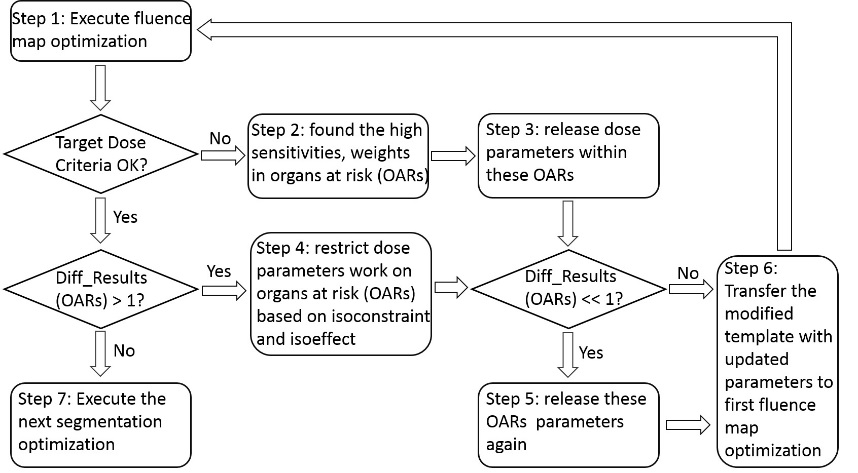 Step 1: Execute fluence
map optimization
Target Dose
Criteria OK?
No
Step 2: found the high
sensitivities, weights
in organs at risk (OARs)
Step 3: release dose
parameters within
these OARs
Yes
Diff_Results
(OARs) > 1?
Yes
Step 4: restrict dose
parameters work on
organs at risk (OARs)
based on isoconstraint
and isoeffect
Diff_Results
(OARs) << 1?
No
Step 6:
Transfer the
modified
template with
updated
parameters to
first fluence
map
optimization
No
Yes
Step 7: Execute the
next segmentation
optimization
Step 5: release these
OARs parameters
again